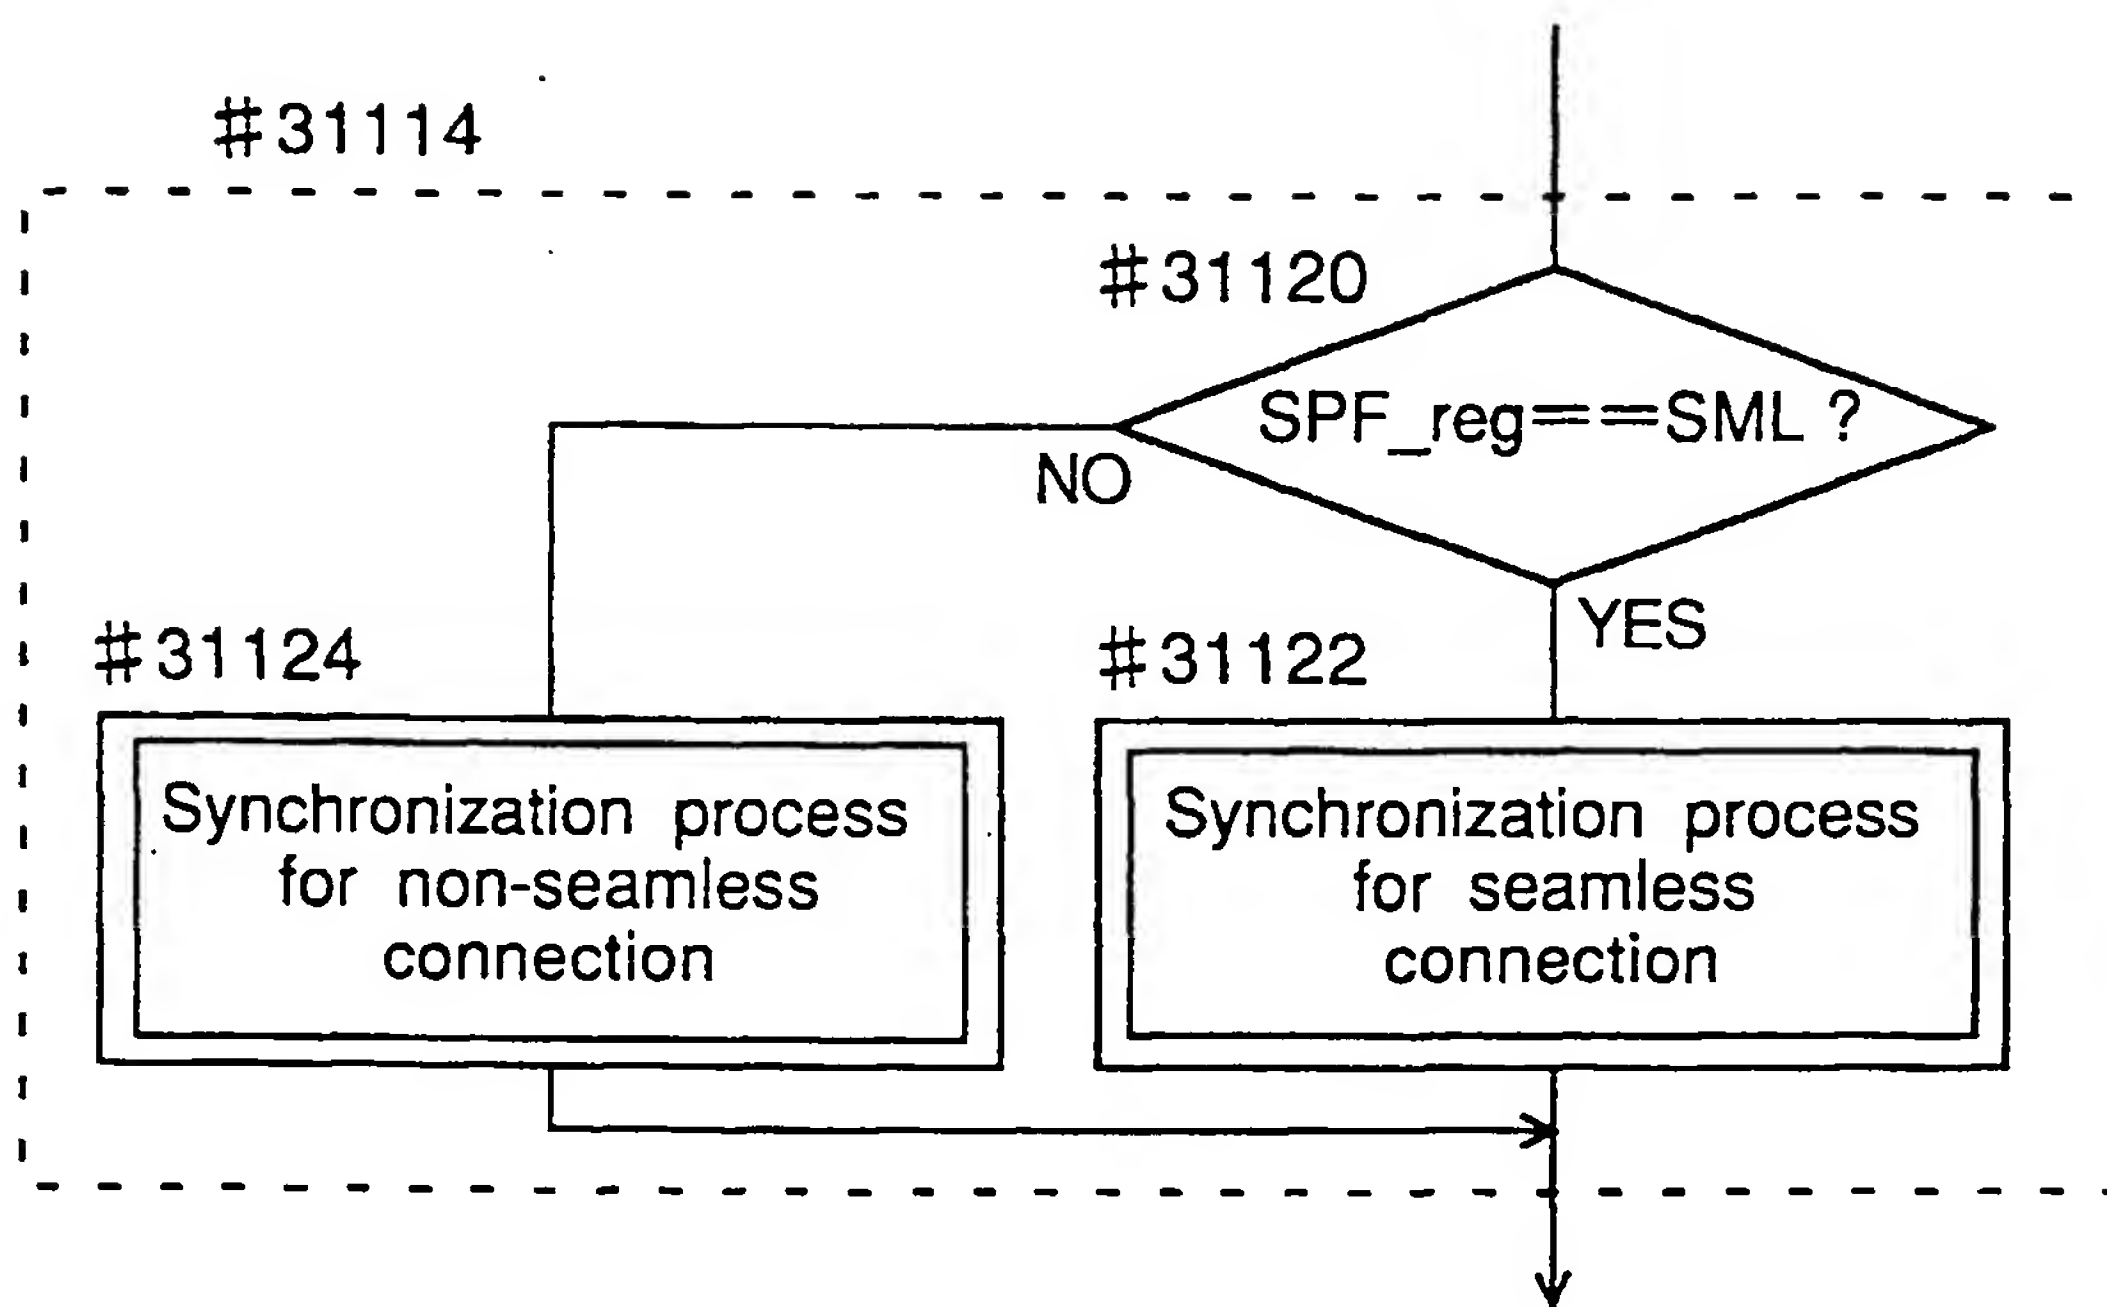 #31114
#31120
SPF_reg==SML ?
NO
YES
#31124
#31122
Synchronization process
for non-seamless
connection
Synchronization process
for seamless
connection